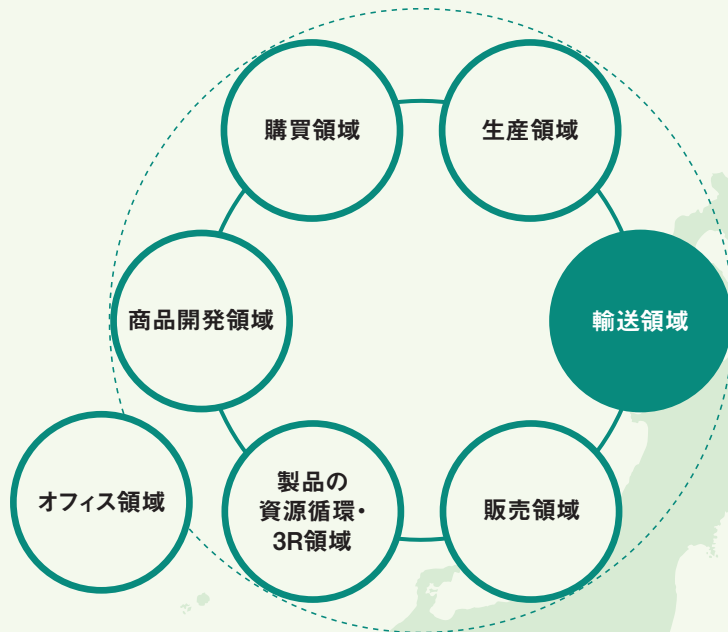 購買領域
生産領域
商品開発領域
輸送領域
オフィス領域
製品の
資源循環・
3R領域
販売領域